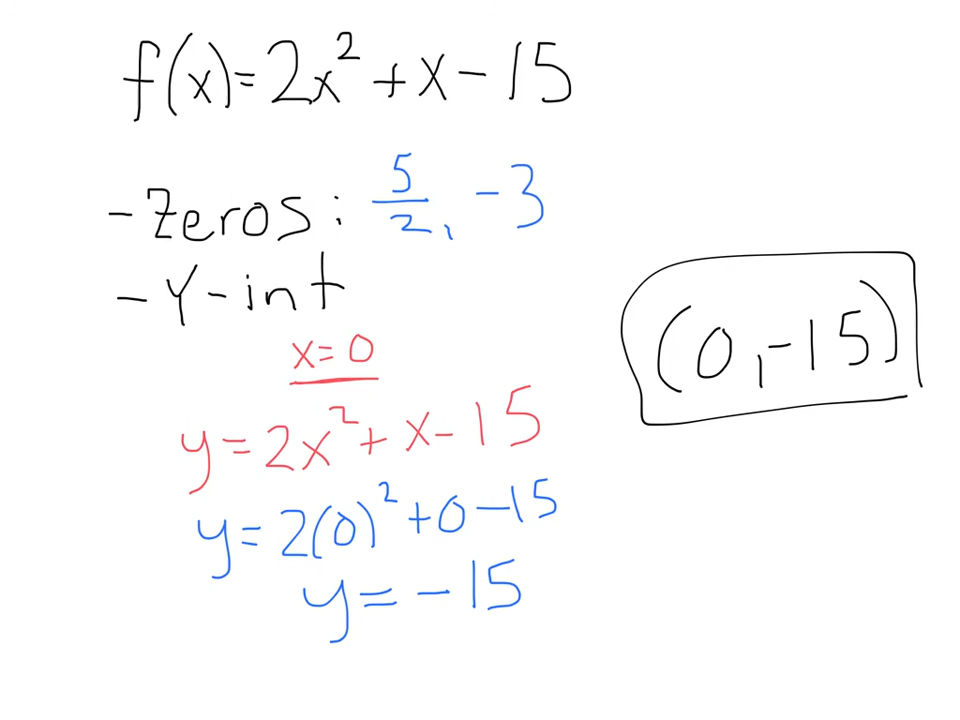 f(x)=2x²+x-15
-Zeros: 5/2, -3
-Y-int
x=0
y=2x²+x-15
y=2(0)²+0-15
y=-15
(0,-15)